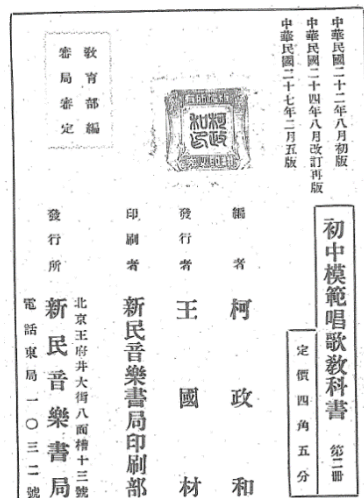 中華民國二十二年八月初版
中華民國二十四年八月改訂再版
中華民國二十七年二月五版
初中模範唱歌敎科書 第二冊
定價四角五分
柯政和印
敎育部編
審局審定
編者 柯政和
發行者 王國材
印刷者 新民音樂書局印刷部
北京王府井大街八面槽十三號
發行所 新民音樂書局
電話東局一〇三二號